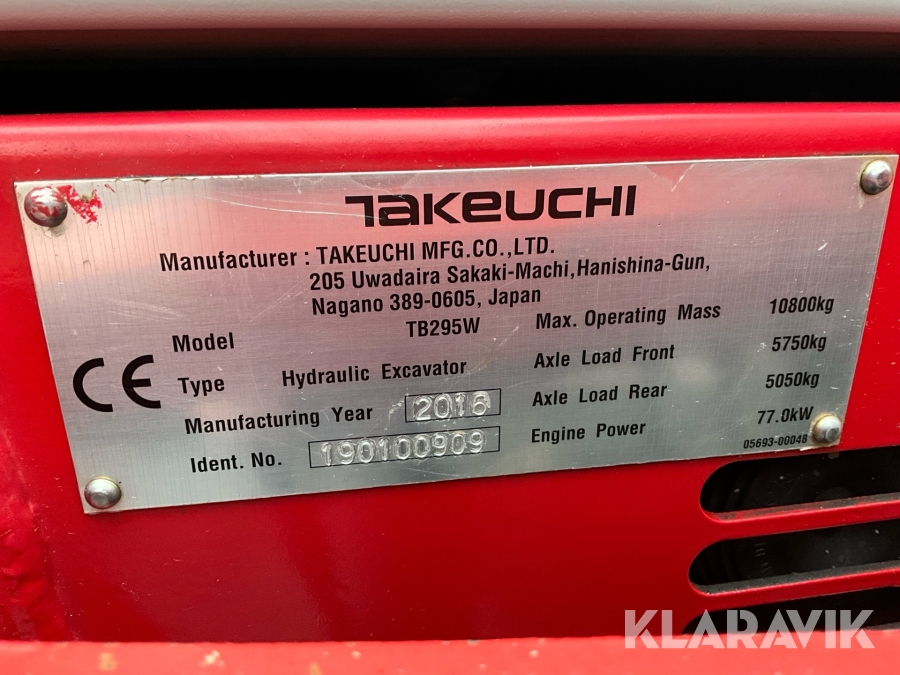 TAKEUCHI
Manufacturer : TAKEUCHI MFG.CO.,LTD.
205 Uwadaira Sakaki-Machi,Hanishina-Gun,
Nagano 389-0605, Japan
Model TB295W Max. Operating Mass 10800kg
Type Hydraulic Excavator Axle Load Front 5750kg
Manufacturing Year 2018 Axle Load Rear 5050kg
Ident. No. 190100909 Engine Power 77.0kW
CE
05693-00048
KLARAVIK